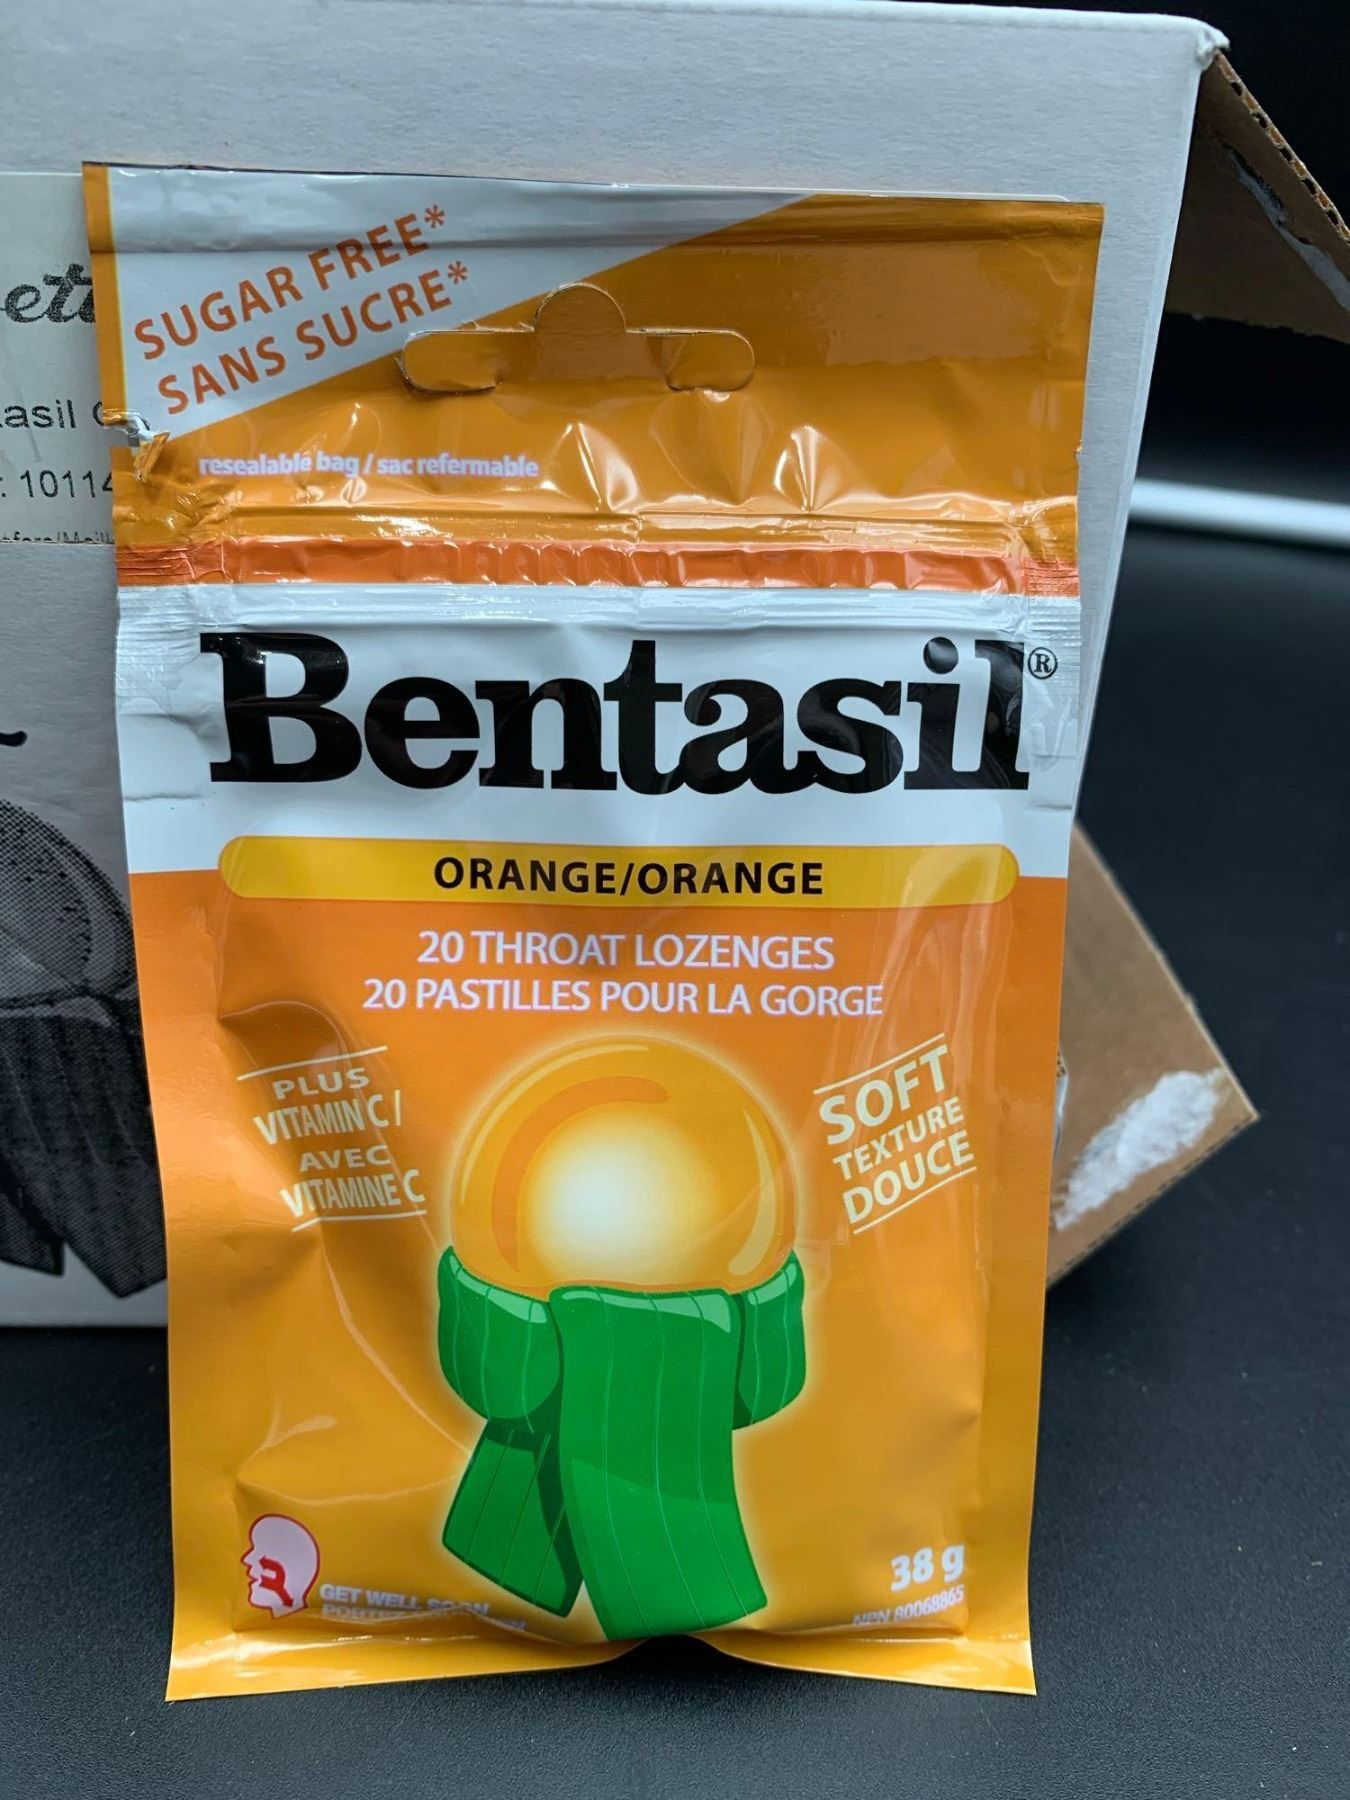 SUGAR FREE*
SANS SUCRE*
resealable bag / sac refermable
Bentasil®
ORANGE/ORANGE
20 THROAT LOZENGES
20 PASTILLES POUR LA GORGE
PLUS
VITAMIN C /
AVEC
VITAMINE C
SOFT
TEXTURE
DOUCE
GET WELL SOON
38 g
NPN 80068865
asil
10114